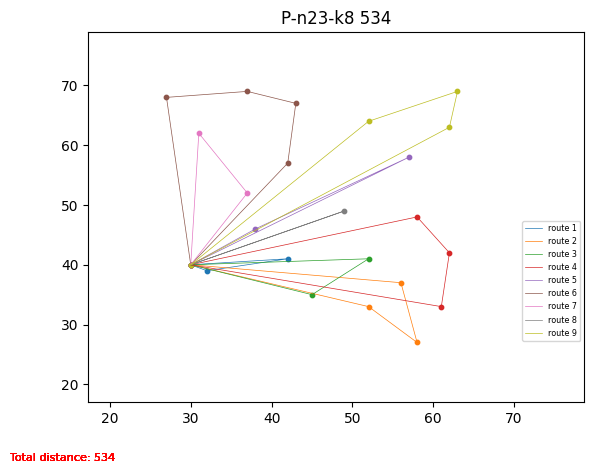 P-n23-k8 534
70
60
50
40
30
20
20 30 40 50 60 70
route 1
route 2
route 3
route 4
route 5
route 6
route 7
route 8
route 9
Total distance: 534